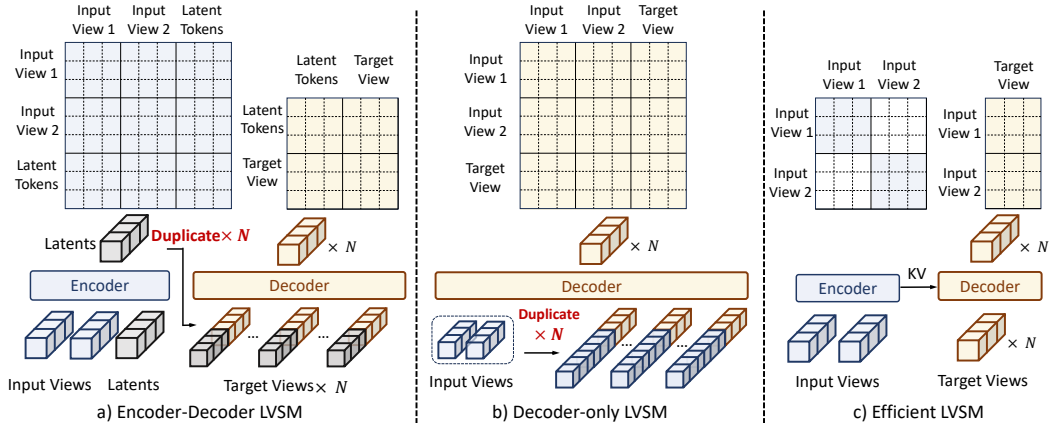 Input View 1
Input View 2
Latent Tokens
Input View 1
Input View 2
Latent Tokens
Latent Tokens
Target View
Latent Tokens
Target View
Latents
Duplicate× N
× N
Encoder
Decoder
...
...
Input Views
Latents
Target Views × N
a) Encoder-Decoder LVSM
Input View 1
Input View 2
Target View
Input View 1
Input View 2
Target View
× N
Decoder
Duplicate
× N
...
Input Views
b) Decoder-only LVSM
Input View 1
Input View 2
Input View 1
Input View 2
Target View
Input View 1
Input View 2
× N
Encoder
KV
Decoder
× N
Input Views
Target Views
c) Efficient LVSM